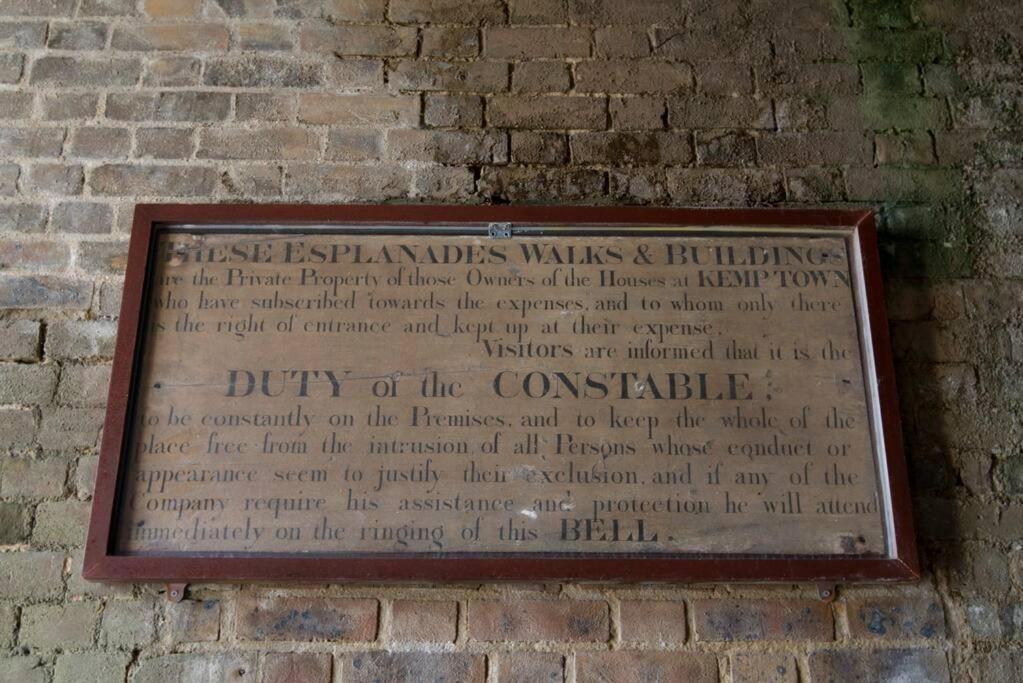 THESE ESPLANADES WALKS & BUILDINGS
are the Private Property of those Owners of the Houses at KEMP TOWN
who have subscribed towards the expenses, and to whom only there
is the right of entrance and kept up at their expense.
Visitors are informed that it is the
DUTY of the CONSTABLE;
to be constantly on the Premises, and to keep the whole of the
place free from the intrusion of all Persons whose conduct or
appearance seem to justify their exclusion, and if any of the
Company require his assistance and protection he will attend
immediately on the ringing of this BELL.